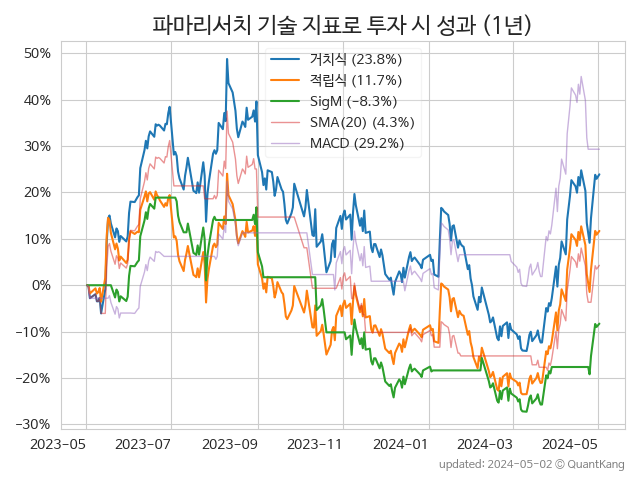 파마리서치 기술 지표로 투자 시 성과 (1년)
거치식 (23.8%)
적립식 (11.7%)
SigM (−8.3%)
SMA(20) (4.3%)
MACD (29.2%)
50%
40%
30%
20%
10%
0%
−10%
−20%
−30%
2023-05
2023-07
2023-09
2023-11
2024-01
2024-03
2024-05
updated: 2024-05-02 © QuantKang